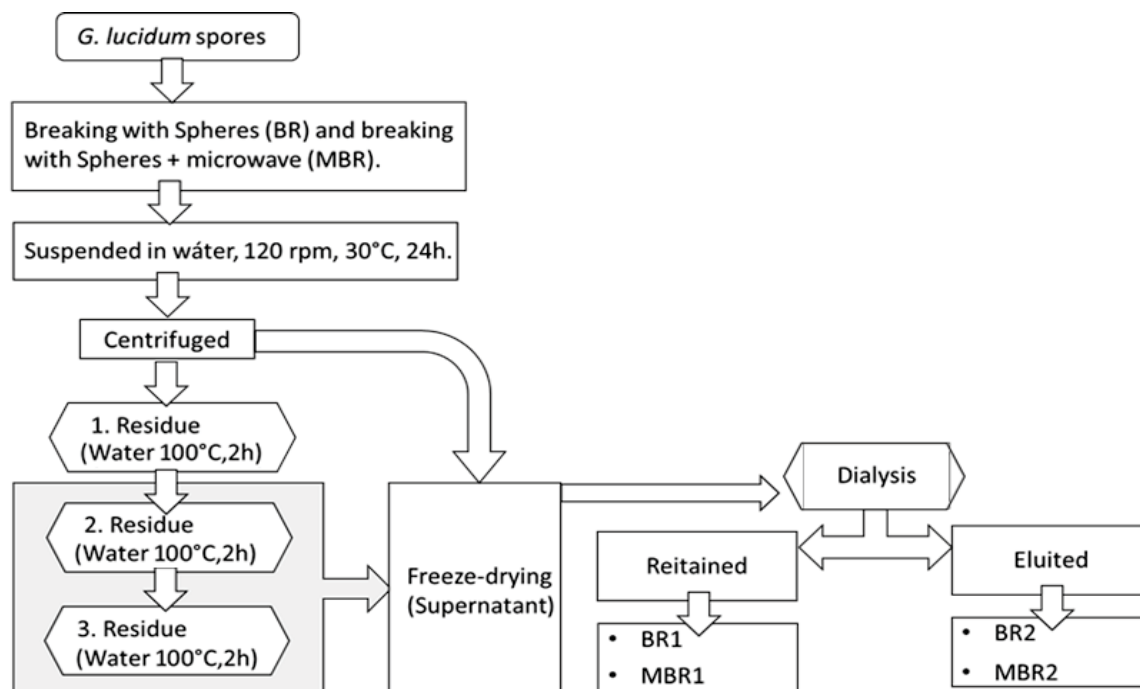 G. lucidum spores
Breaking with Spheres (BR) and breaking
with Spheres + microwave (MBR).
Suspended in wáter, 120 rpm, 30°C, 24h.
Centrifuged
1. Residue
(Water 100°C,2h)
2. Residue
(Water 100°C,2h)
3. Residue
(Water 100°C,2h)
Freeze-drying
(Supernatant)
Dialysis
Reitained
• BR1
• MBR1
Eluited
• BR2
• MBR2